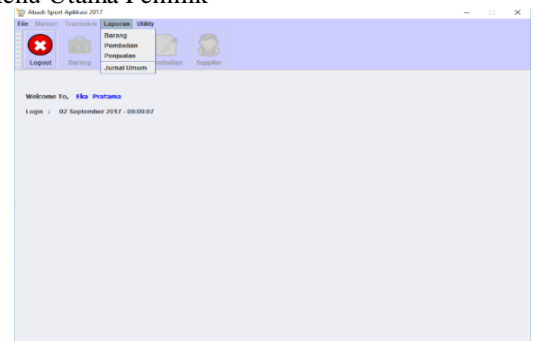 Menu Utama Pemilik
Abadi Sport Aplikasi 2017
File Master Transaksi Laporan Utility
Barang
Pembelian
Penjualan
Jurnal Umum
Logout Barang Pembelian Supplier
Welcome To, Eka Pratama
Login : 02 September 2017 - 00:00:07